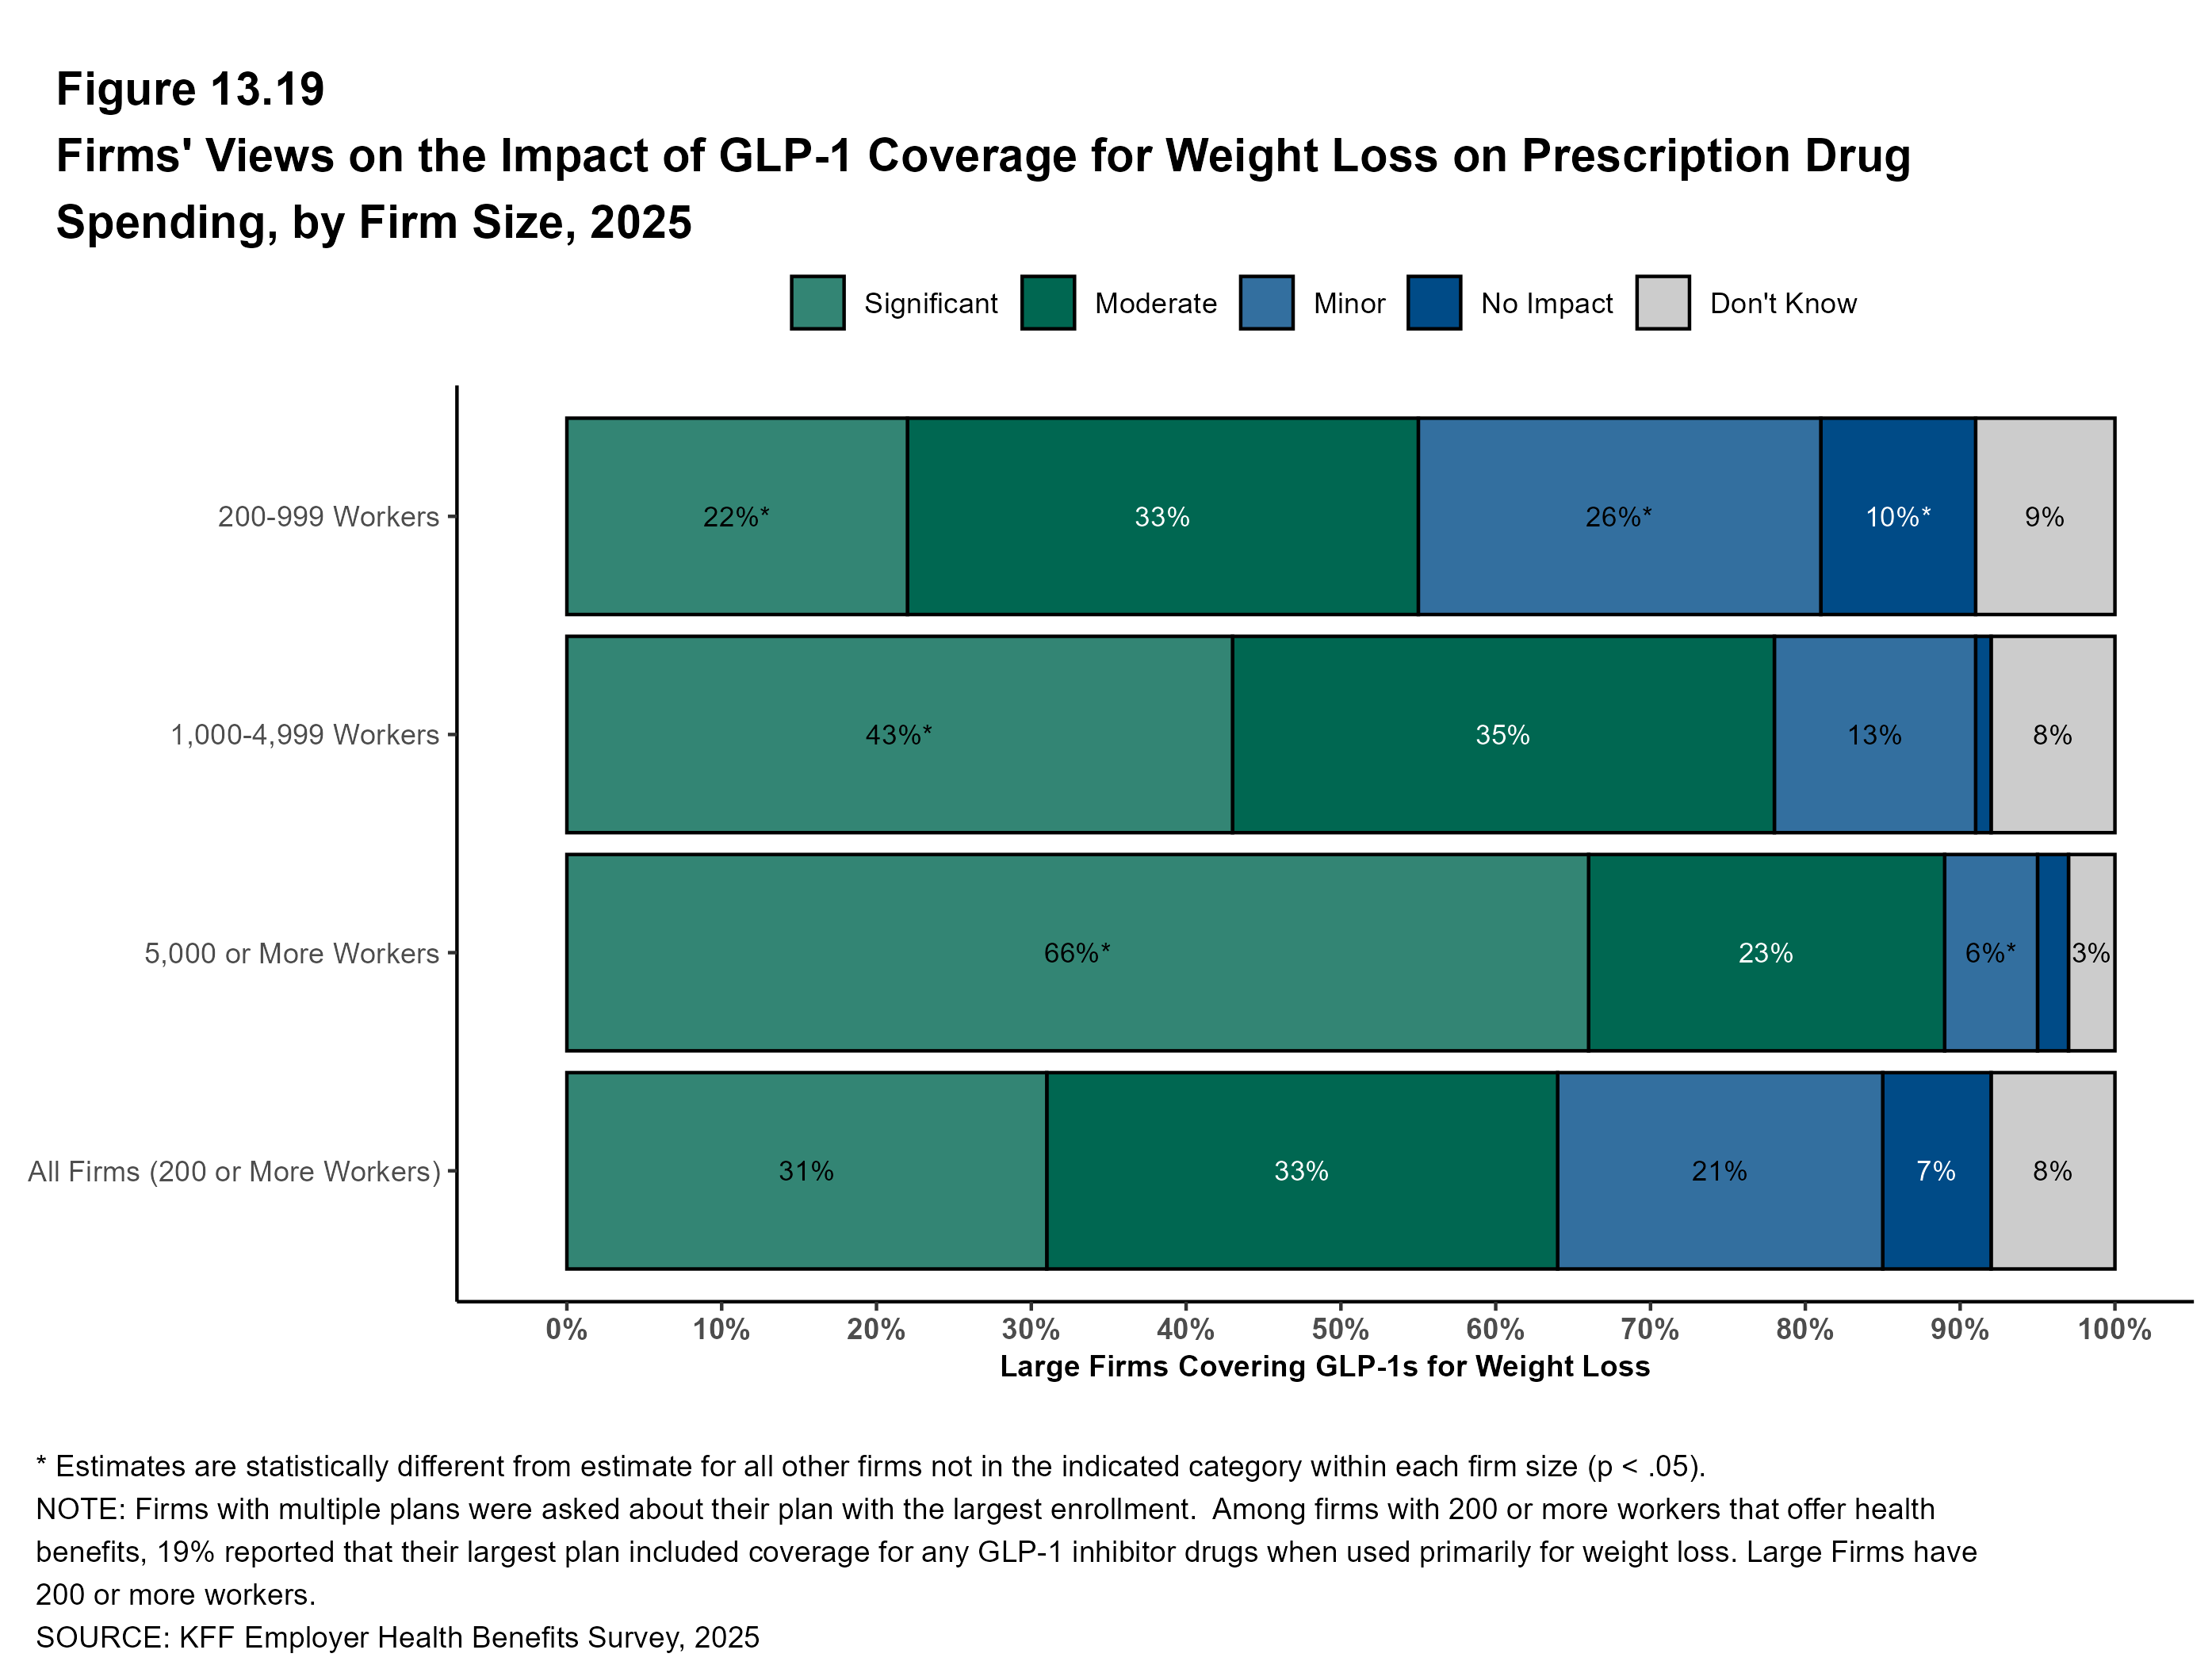 Figure 13.19
Firms' Views on the Impact of GLP-1 Coverage for Weight Loss on Prescription Drug
Spending, by Firm Size, 2025
Significant Moderate Minor No Impact Don't Know
200-999 Workers 22%* 33% 26%* 10%* 9%
1,000-4,999 Workers 43%* 35% 13% 8%
5,000 or More Workers 66%* 23% 6%* 3%
All Firms (200 or More Workers) 31% 33% 21% 7% 8%
0% 10% 20% 30% 40% 50% 60% 70% 80% 90% 100%
Large Firms Covering GLP-1s for Weight Loss
* Estimates are statistically different from estimate for all other firms not in the indicated category within each firm size (p < .05).
NOTE: Firms with multiple plans were asked about their plan with the largest enrollment.  Among firms with 200 or more workers that offer health
benefits, 19% reported that their largest plan included coverage for any GLP-1 inhibitor drugs when used primarily for weight loss. Large Firms have
200 or more workers.
SOURCE: KFF Employer Health Benefits Survey, 2025